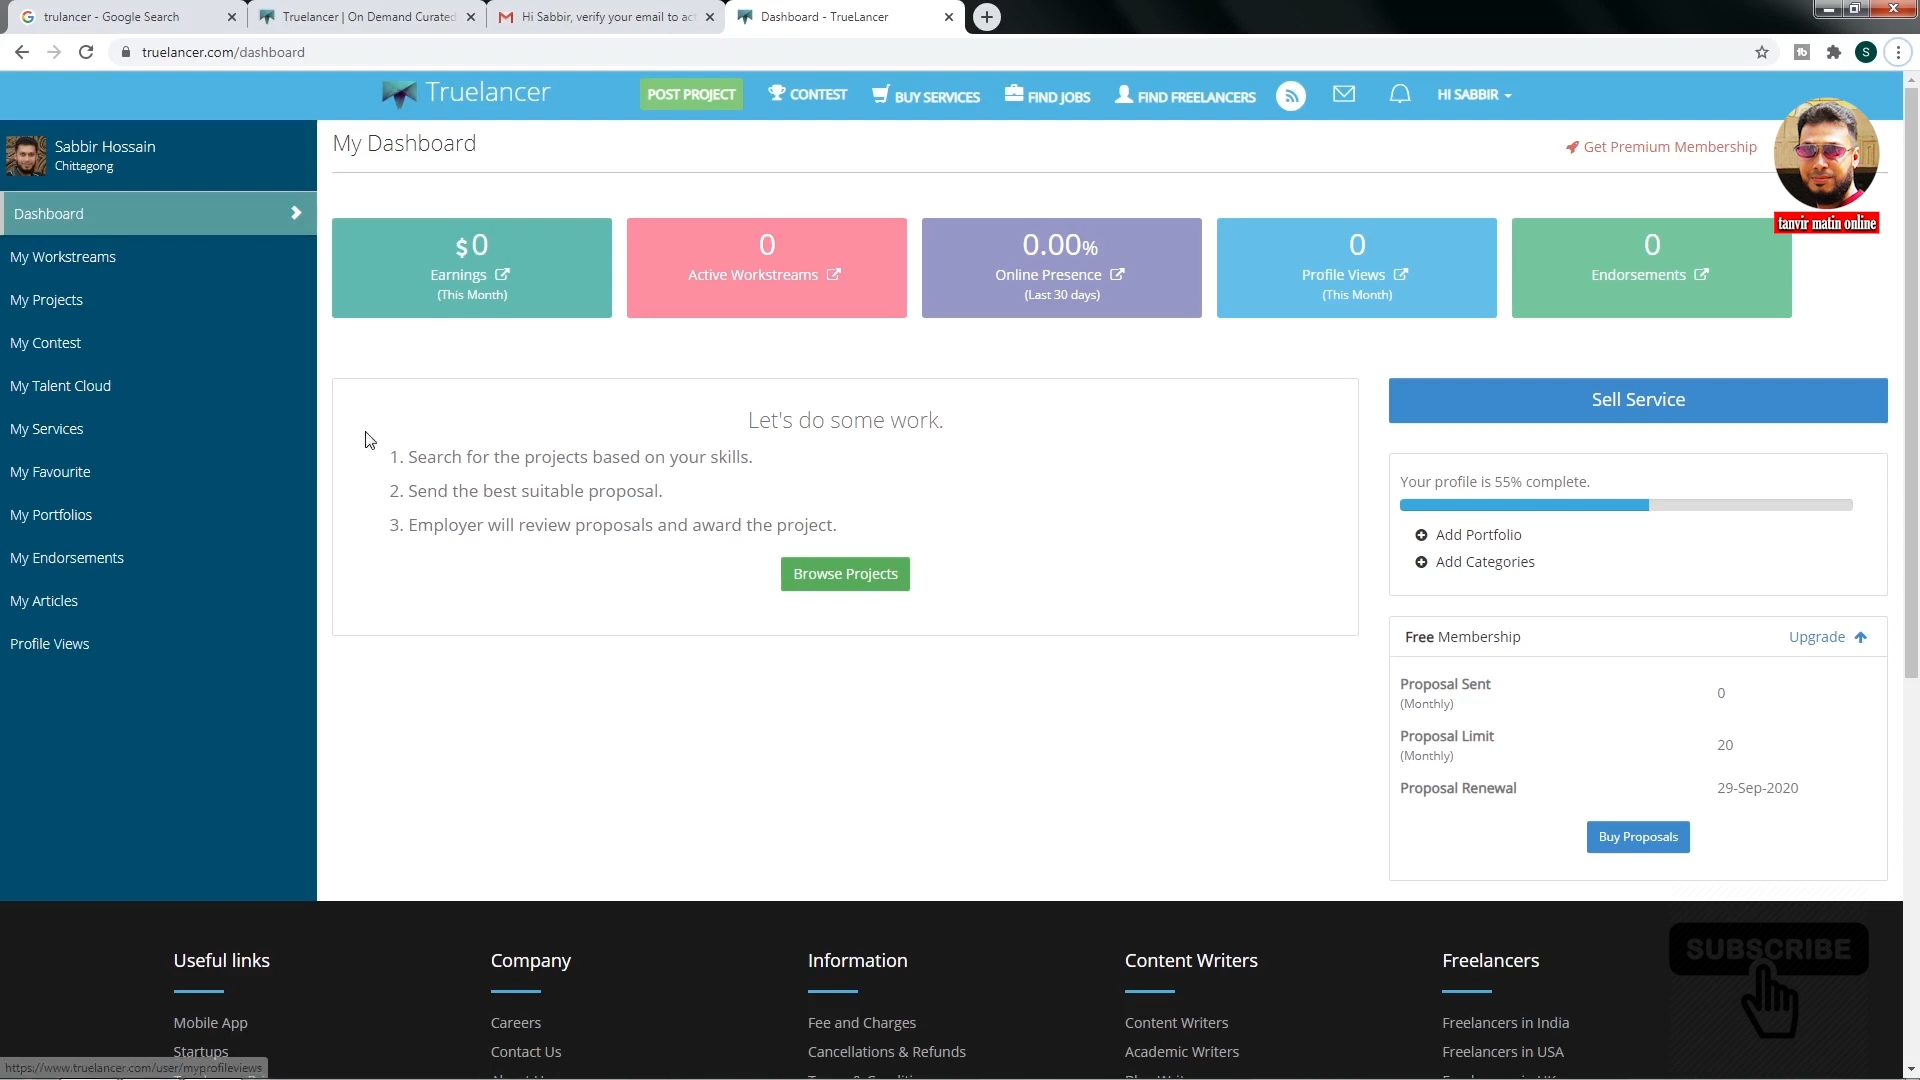 trulancer - Google Search
Truelancer | On Demand Curated
Hi Sabbir, verify your email to ac
Dashboard - TrueLancer
truelancer.com/dashboard
S
Truelancer
POST PROJECT
CONTEST
BUY SERVICES
FIND JOBS
FIND FREELANCERS
HI SABBIR
Sabbir Hossain
Chittagong
My Dashboard
Get Premium Membership
tanvir matin online
Dashboard
My Workstreams
My Projects
My Contest
My Talent Cloud
My Services
My Favourite
My Portfolios
My Endorsements
My Articles
Profile Views
$0
Earnings
(This Month)
0
Active Workstreams
0.00%
Online Presence
(Last 30 days)
0
Profile Views
(This Month)
0
Endorsements
Let's do some work.
1. Search for the projects based on your skills.
2. Send the best suitable proposal.
3. Employer will review proposals and award the project.
Browse Projects
Sell Service
Your profile is 55% complete.
Add Portfolio
Add Categories
Free Membership
Upgrade
Proposal Sent
(Monthly)
0
Proposal Limit
(Monthly)
20
Proposal Renewal
29-Sep-2020
Buy Proposals
Useful links
Mobile App
Startups
Company
Careers
Contact Us
Information
Fee and Charges
Cancellations & Refunds
Content Writers
Content Writers
Academic Writers
Freelancers
Freelancers in India
Freelancers in USA
SUBSCRIBE
https://www.truelancer.com/user/myprofileviews